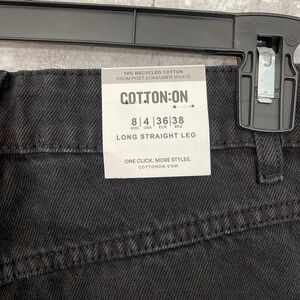 10% RECYCLED COTTON
FROM POST CONSUMER WASTE
COTTON:ON
8|4|36|38
AUS USA EUR BRZ
LONG STRAIGHT LEG
ONE CLICK, MORE STYLES.
COTTONON.COM